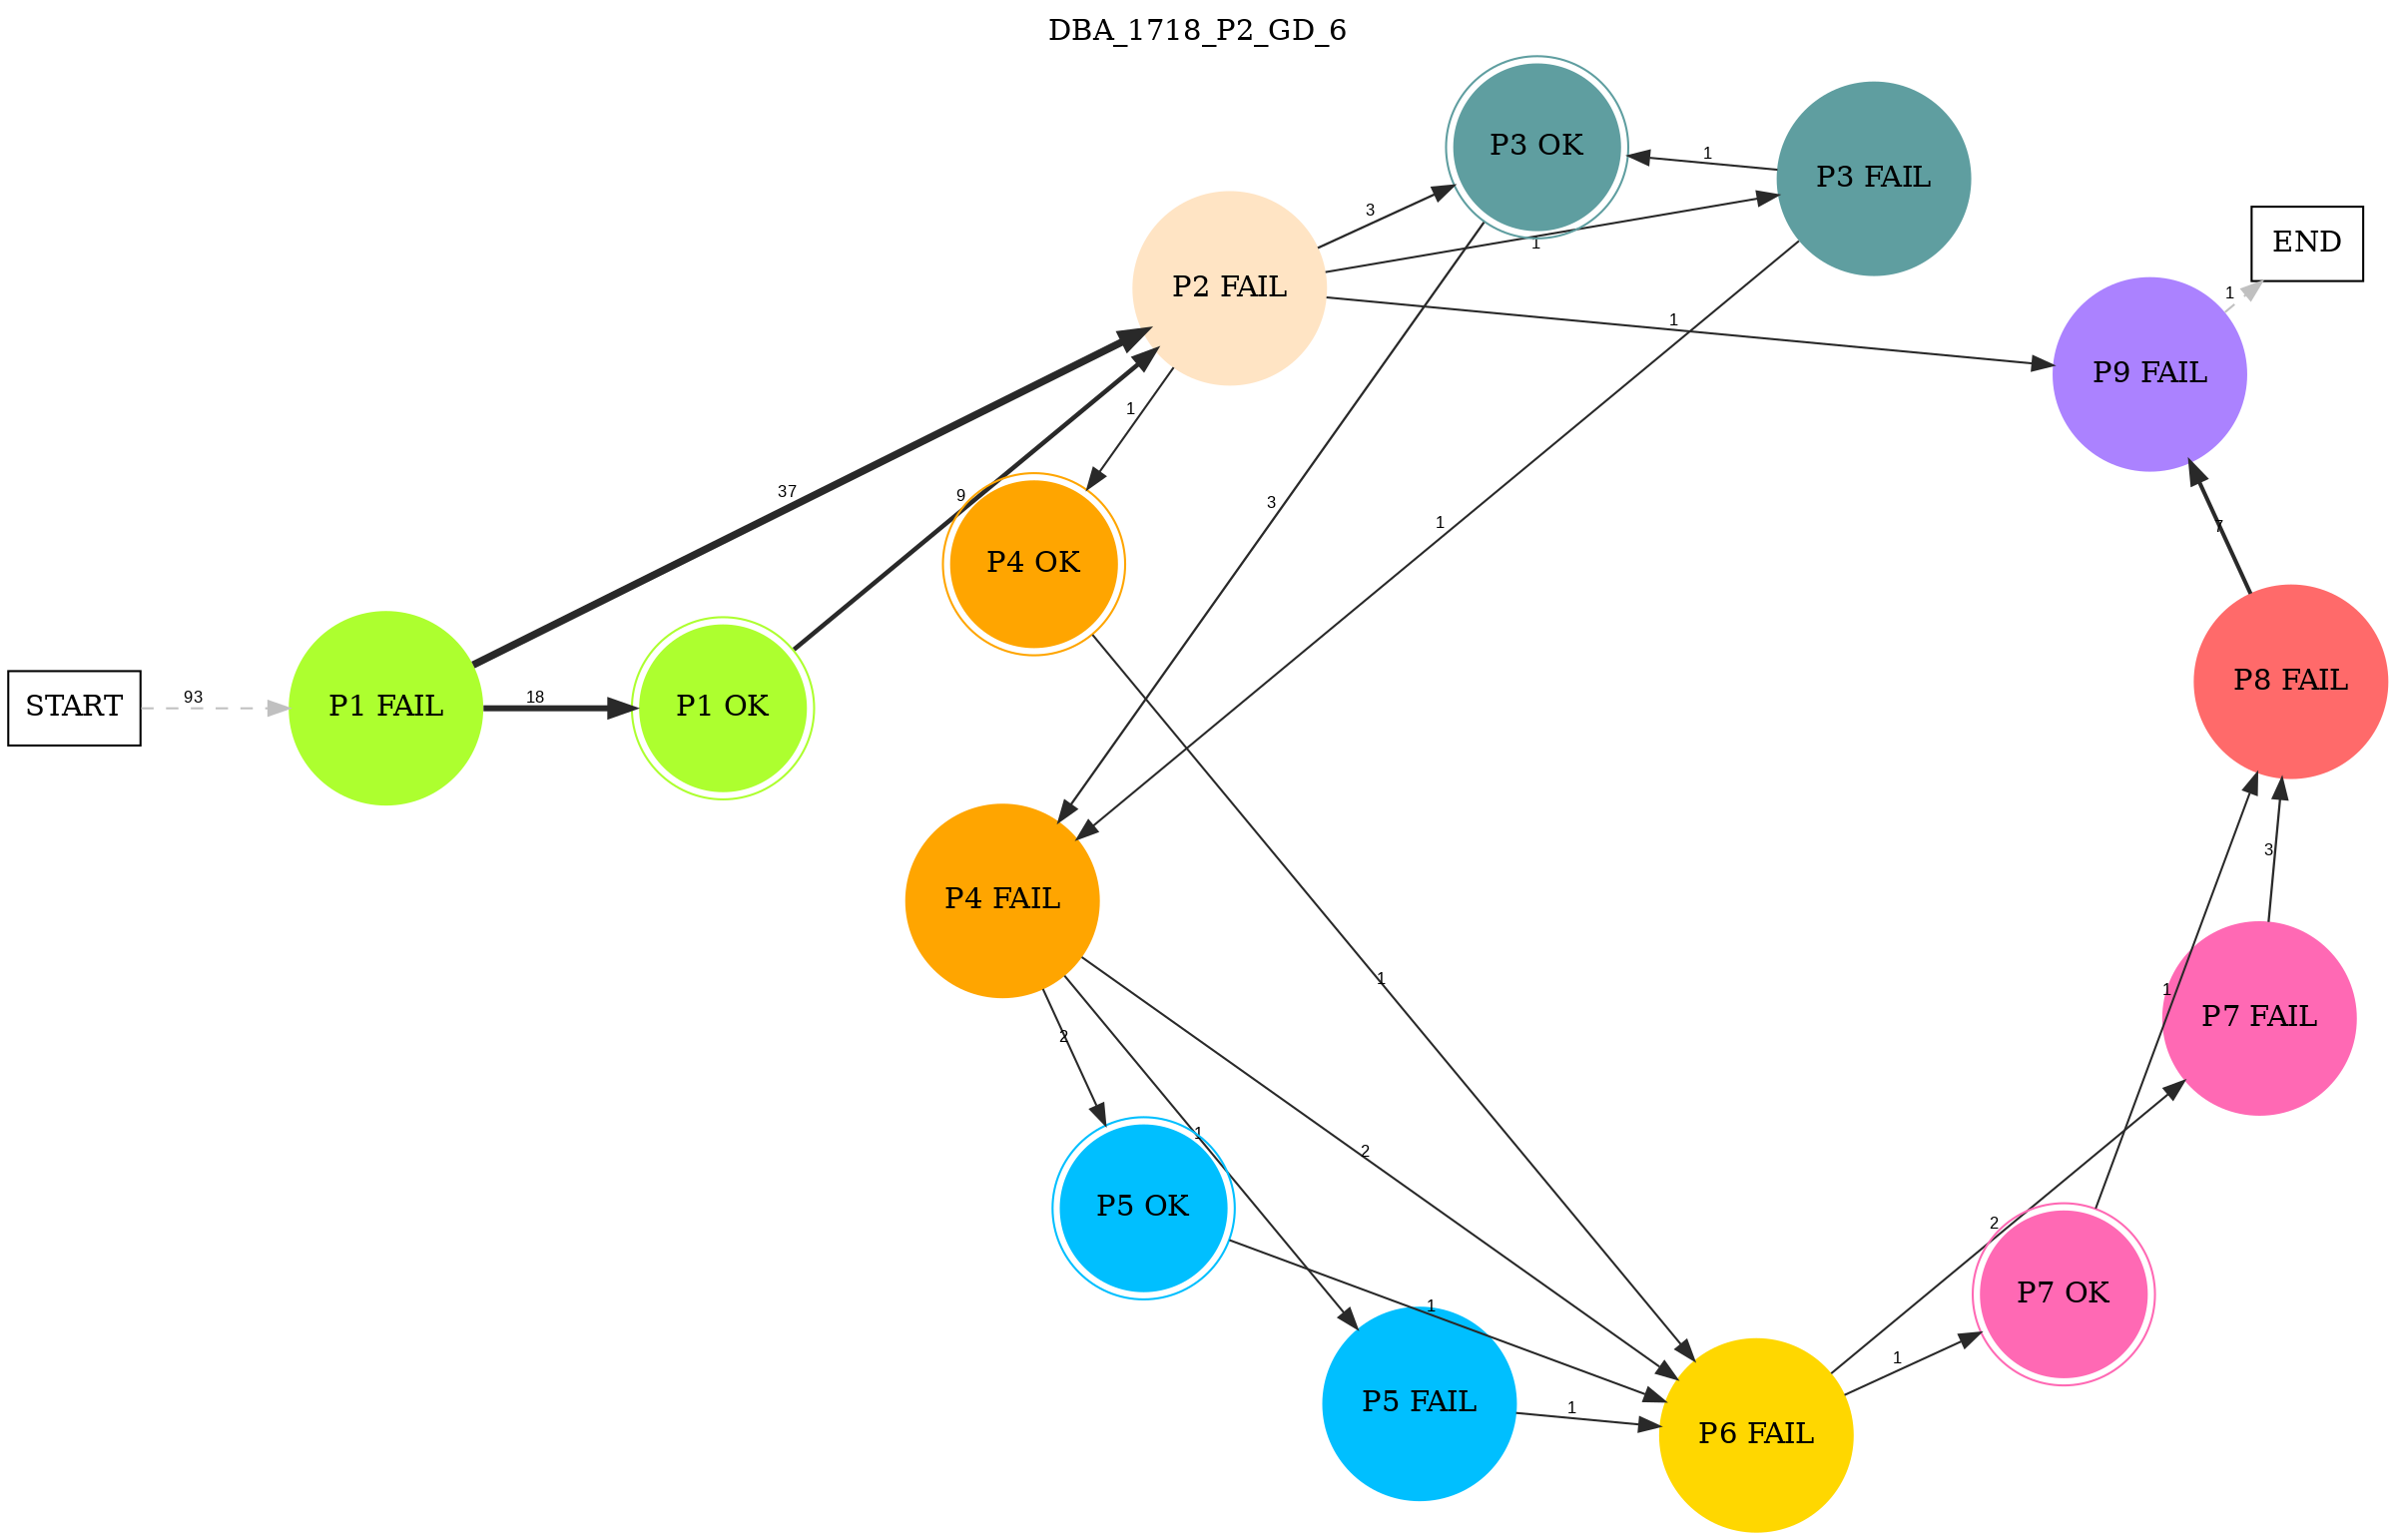 DBA_1718_P2_GD_6
P3 OK
1
P3 FAIL
3
1
END
P2 FAIL
1
1
P9 FAIL
1
37
9
3
1
7
P4 OK
START
93
P1 FAIL
18
P1 OK
P8 FAIL
3
P4 FAIL
1
1
P7 FAIL
2
1
2
P5 OK
2
P7 OK
1
1
P5 FAIL
1
P6 FAIL